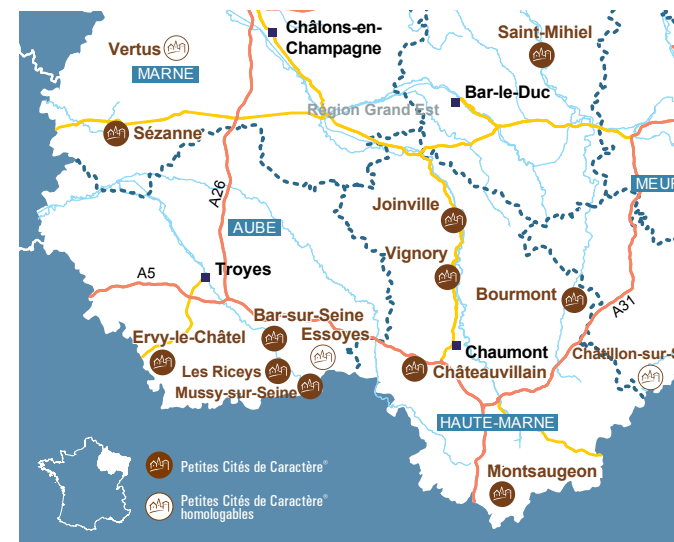 Châlons-en-
Champagne
Saint-Mihiel
Vertus
MARNE
Bar-le-Duc
Région Grand Est
Sézanne
A26
MEUR
Joinville
AUBE
Vignory
Troyes
A5
Bourmont
A31
Bar-sur-Seine
Essoyes
Ervy-le-Châtel
Chaumont
Châtillon-sur-S
Les Riceys
Châteauvillain
Mussy-sur-Seine
HAUTE-MARNE
Petites Cités de Caractère®
Montsaugeon
Petites Cités de Caractère®
homologables